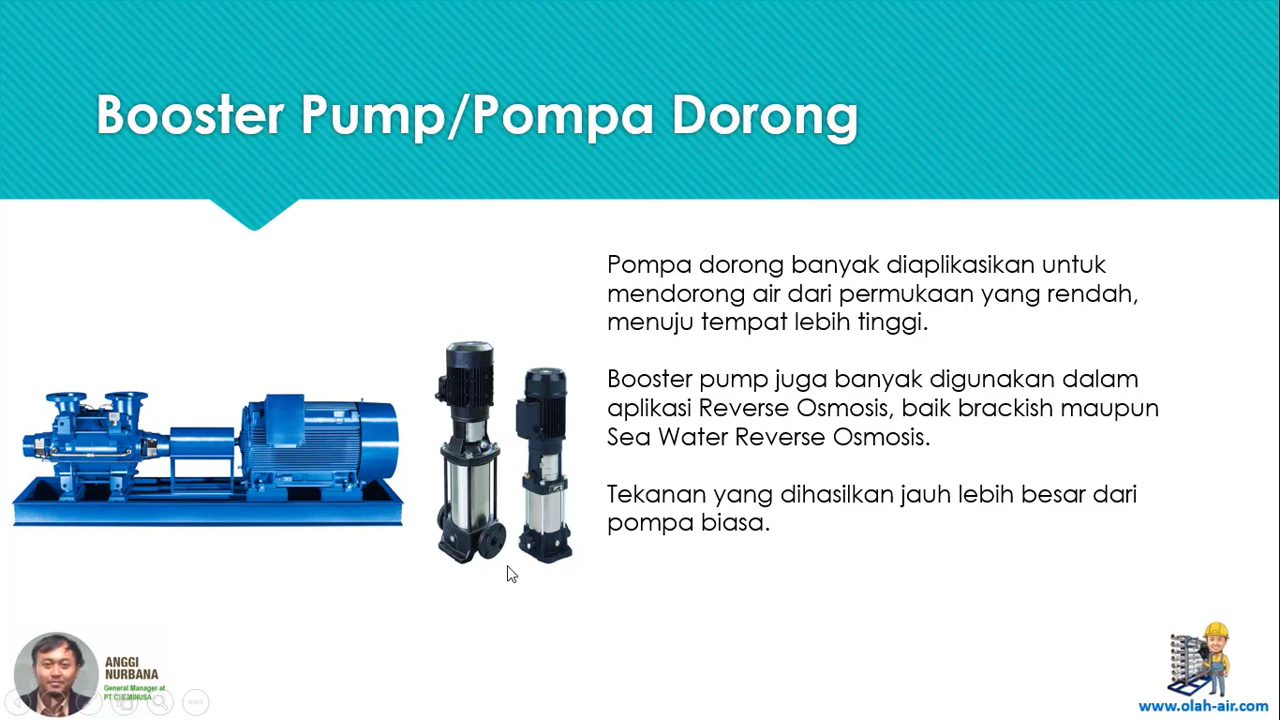 Booster Pump/Pompa Dorong
Pompa dorong banyak diaplikasikan untuk
mendorong air dari permukaan yang rendah,
menuju tempat lebih tinggi.
Booster pump juga banyak digunakan dalam
aplikasi Reverse Osmosis, baik brackish maupun
Sea Water Reverse Osmosis.
Tekanan yang dihasilkan jauh lebih besar dari
pompa biasa.
ANGGI
NURBANA
General Manager at
PT CHEMINUSA
www.olah-air.com